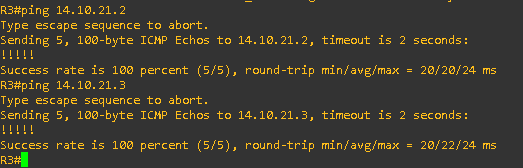 R3#ping 14.10.21.2
Type escape sequence to abort.
Sending 5, 100-byte ICMP Echos to 14.10.21.2, timeout is 2 seconds:
!!!!!
Success rate is 100 percent (5/5), round-trip min/avg/max = 20/20/24 ms
R3#ping 14.10.21.3
Type escape sequence to abort.
Sending 5, 100-byte ICMP Echos to 14.10.21.3, timeout is 2 seconds:
!!!!!
Success rate is 100 percent (5/5), round-trip min/avg/max = 20/22/24 ms
R3#